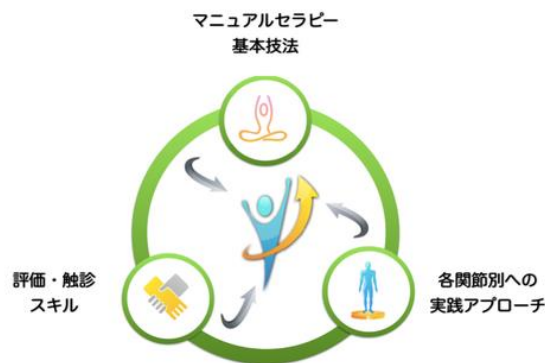 マニュアルセラピー
基本技法
評価・触診
スキル
各関節別への
実践アプローチ